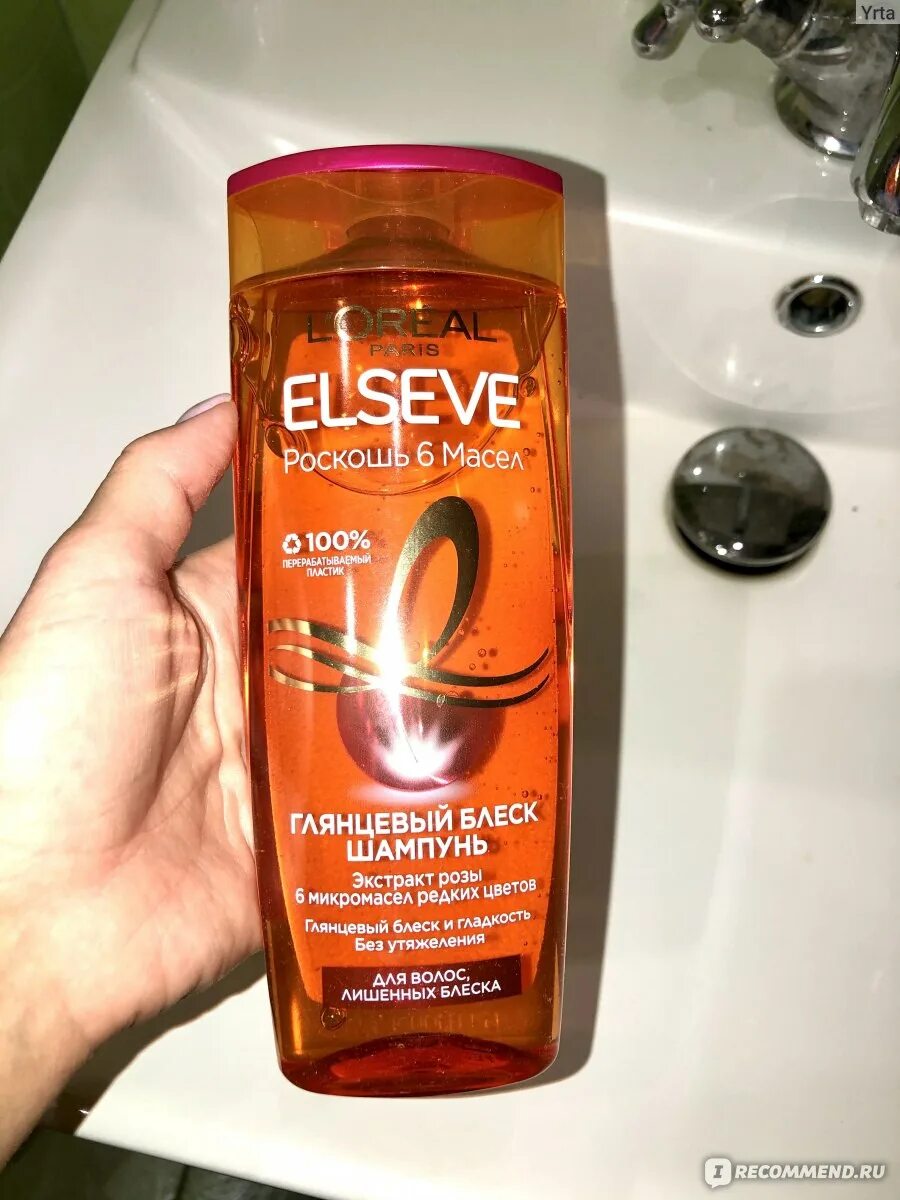 Yrta
L'ORÉAL
PARIS
ELSEVE
Роскошь 6 Масел
100%
ПЕРЕРАБАТЫВАЕМЫЙ
ПЛАСТИК
ГЛЯНЦЕВЫЙ БЛЕСК
ШАМПУНЬ
Экстракт розы
6 микромасел редких цветов
Глянцевый блеск и гладкость
Без утяжеления
ДЛЯ ВОЛОС,
ЛИШЕННЫХ БЛЕСКА
I RECOMMEND.RU